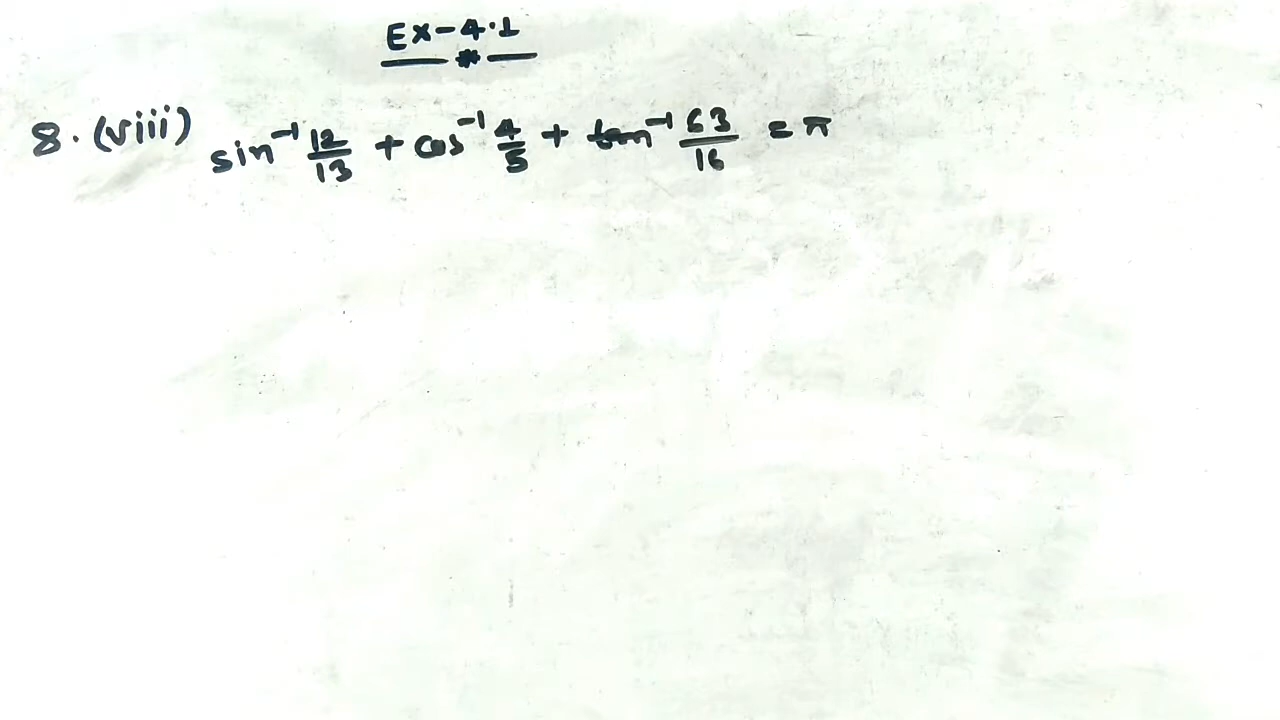 Ex-4.1
8. (viii) sin⁻¹ 12/13 + cos⁻¹ 4/5 + tan⁻¹ 63/16 = π